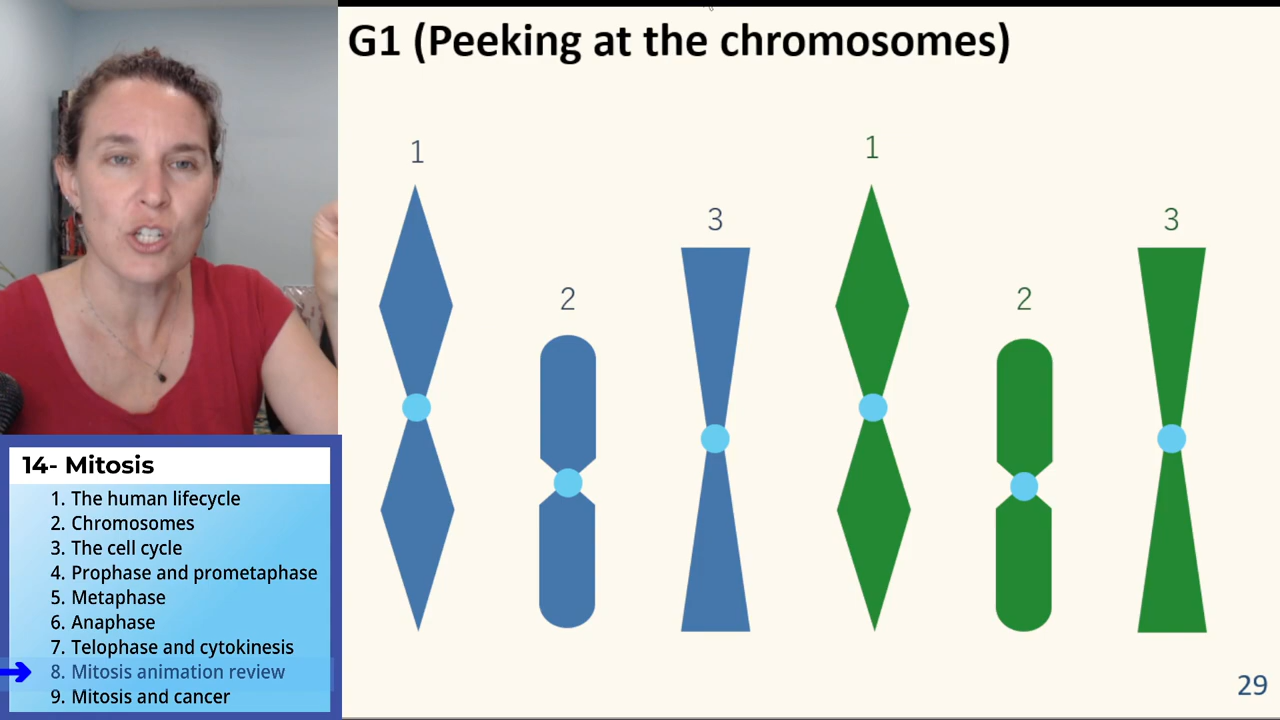 G1 (Peeking at the chromosomes)
1
2
3
1
2
3
14- Mitosis
1. The human lifecycle
2. Chromosomes
3. The cell cycle
4. Prophase and prometaphase
5. Metaphase
6. Anaphase
7. Telophase and cytokinesis
8. Mitosis animation review
9. Mitosis and cancer
29